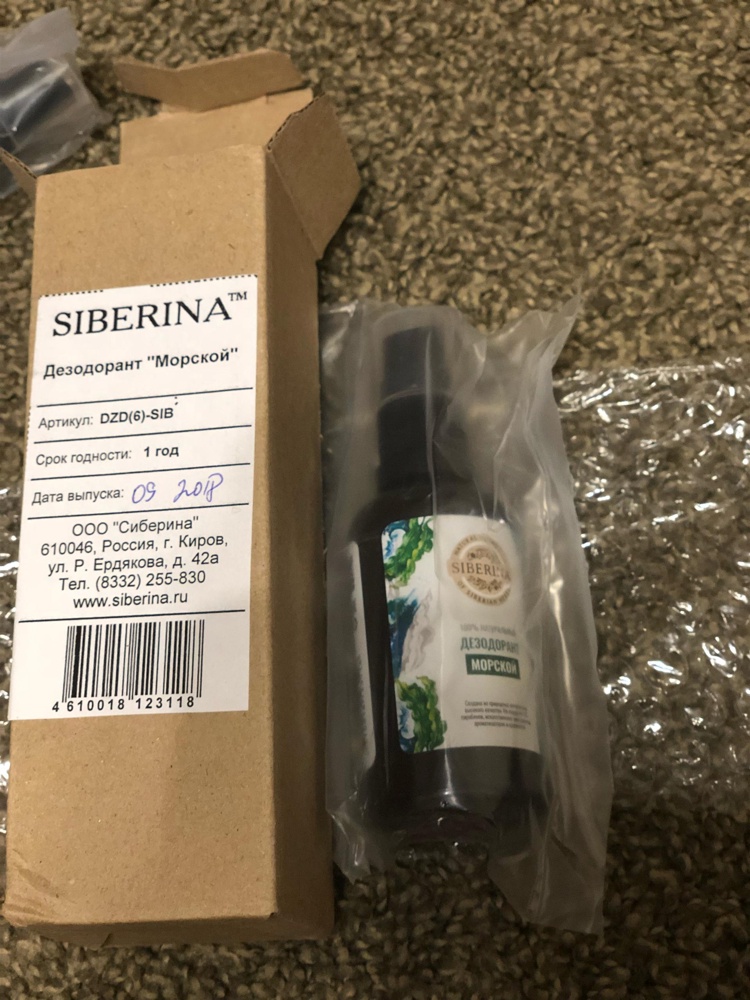 SIBERINA™
Дезодорант "Морской"
Артикул: DZD(6)-SIB
Срок годности: 1 год
Дата выпуска: 09 2018
ООО "Сиберина"
610046, Россия, г. Киров,
ул. Р. Ердякова, д. 42а
Тел. (8332) 255-830
www.siberina.ru
4 610018 123118
SIBERINA
ДЕЗОДОРАНТ
МОРСКОЙ